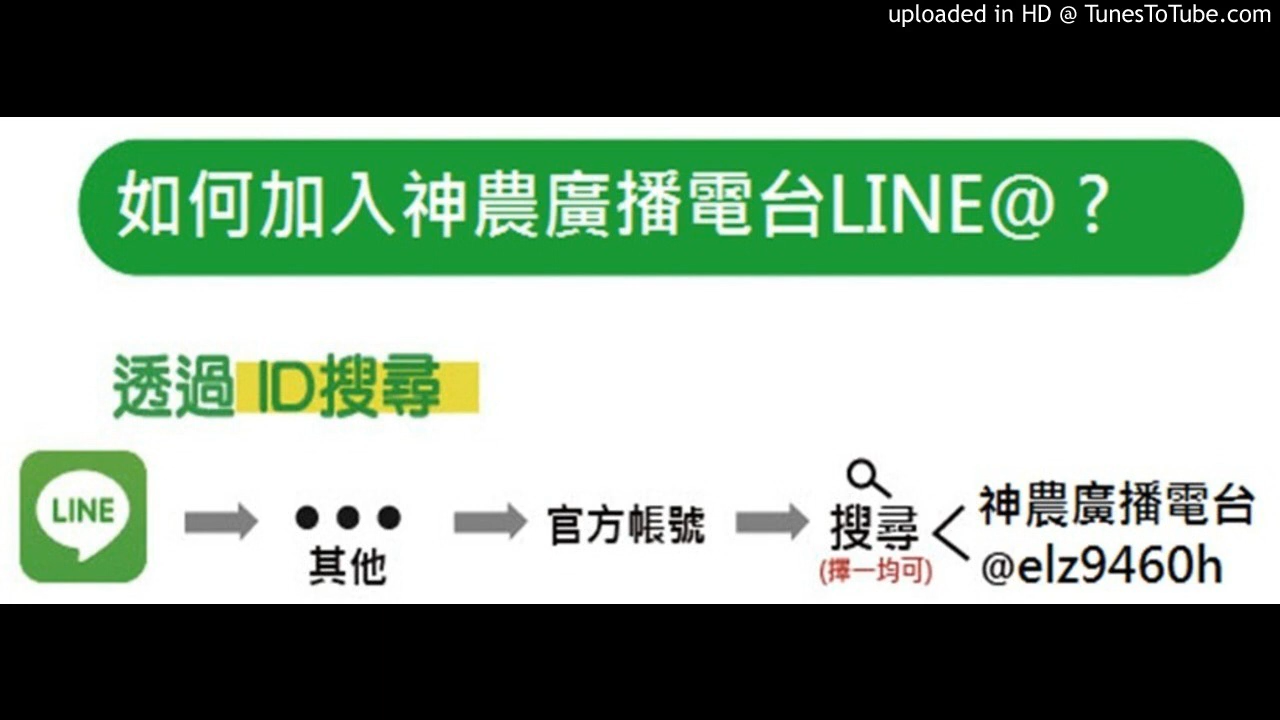 uploaded in HD @ TunesToTube.com
如何加入神農廣播電台LINE@？
透過 ID搜尋
LINE
其他
官方帳號
搜尋
(擇一均可)
神農廣播電台
@elz9460h